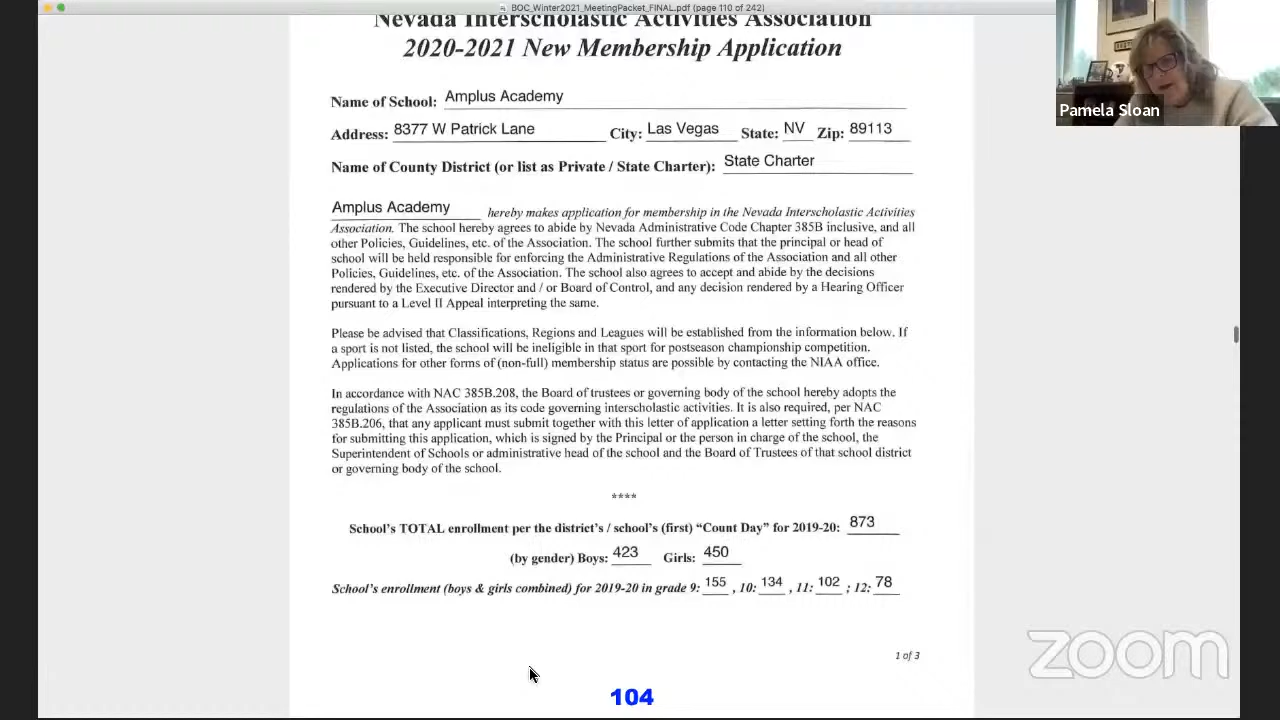 BOC_Winter2021_MeetingPacket_FINAL.pdf (page 110 of 242)
Nevada Interscholastic Activities Association
2020-2021 New Membership Application
Pamela Sloan
Name of School: Amplus Academy
Address: 8377 W Patrick Lane City: Las Vegas State: NV Zip: 89113
Name of County District (or list as Private / State Charter): State Charter
Amplus Academy hereby makes application for membership in the Nevada Interscholastic Activities
Association. The school hereby agrees to abide by Nevada Administrative Code Chapter 385B inclusive, and all
other Policies, Guidelines, etc. of the Association. The school further submits that the principal or head of
school will be held responsible for enforcing the Administrative Regulations of the Association and all other
Policies, Guidelines, etc. of the Association. The school also agrees to accept and abide by the decisions
rendered by the Executive Director and / or Board of Control, and any decision rendered by a Hearing Officer
pursuant to a Level II Appeal interpreting the same.
Please be advised that Classifications, Regions and Leagues will be established from the information below. If
a sport is not listed, the school will be ineligible in that sport for postseason championship competition.
Applications for other forms of (non-full) membership status are possible by contacting the NIAA office.
In accordance with NAC 385B.208, the Board of trustees or governing body of the school hereby adopts the
regulations of the Association as its code governing interscholastic activities. It is also required, per NAC
385B.206, that any applicant must submit together with this letter of application a letter setting forth the reasons
for submitting this application, which is signed by the Principal or the person in charge of the school, the
Superintendent of Schools or administrative head of the school and the Board of Trustees of that school district
or governing body of the school.
****
School's TOTAL enrollment per the district's / school's (first) “Count Day” for 2019-20: 873
(by gender) Boys: 423 Girls: 450
School's enrollment (boys & girls combined) for 2019-20 in grade 9: 155 , 10: 134 , 11: 102 ; 12: 78
1 of 3
104
zoom